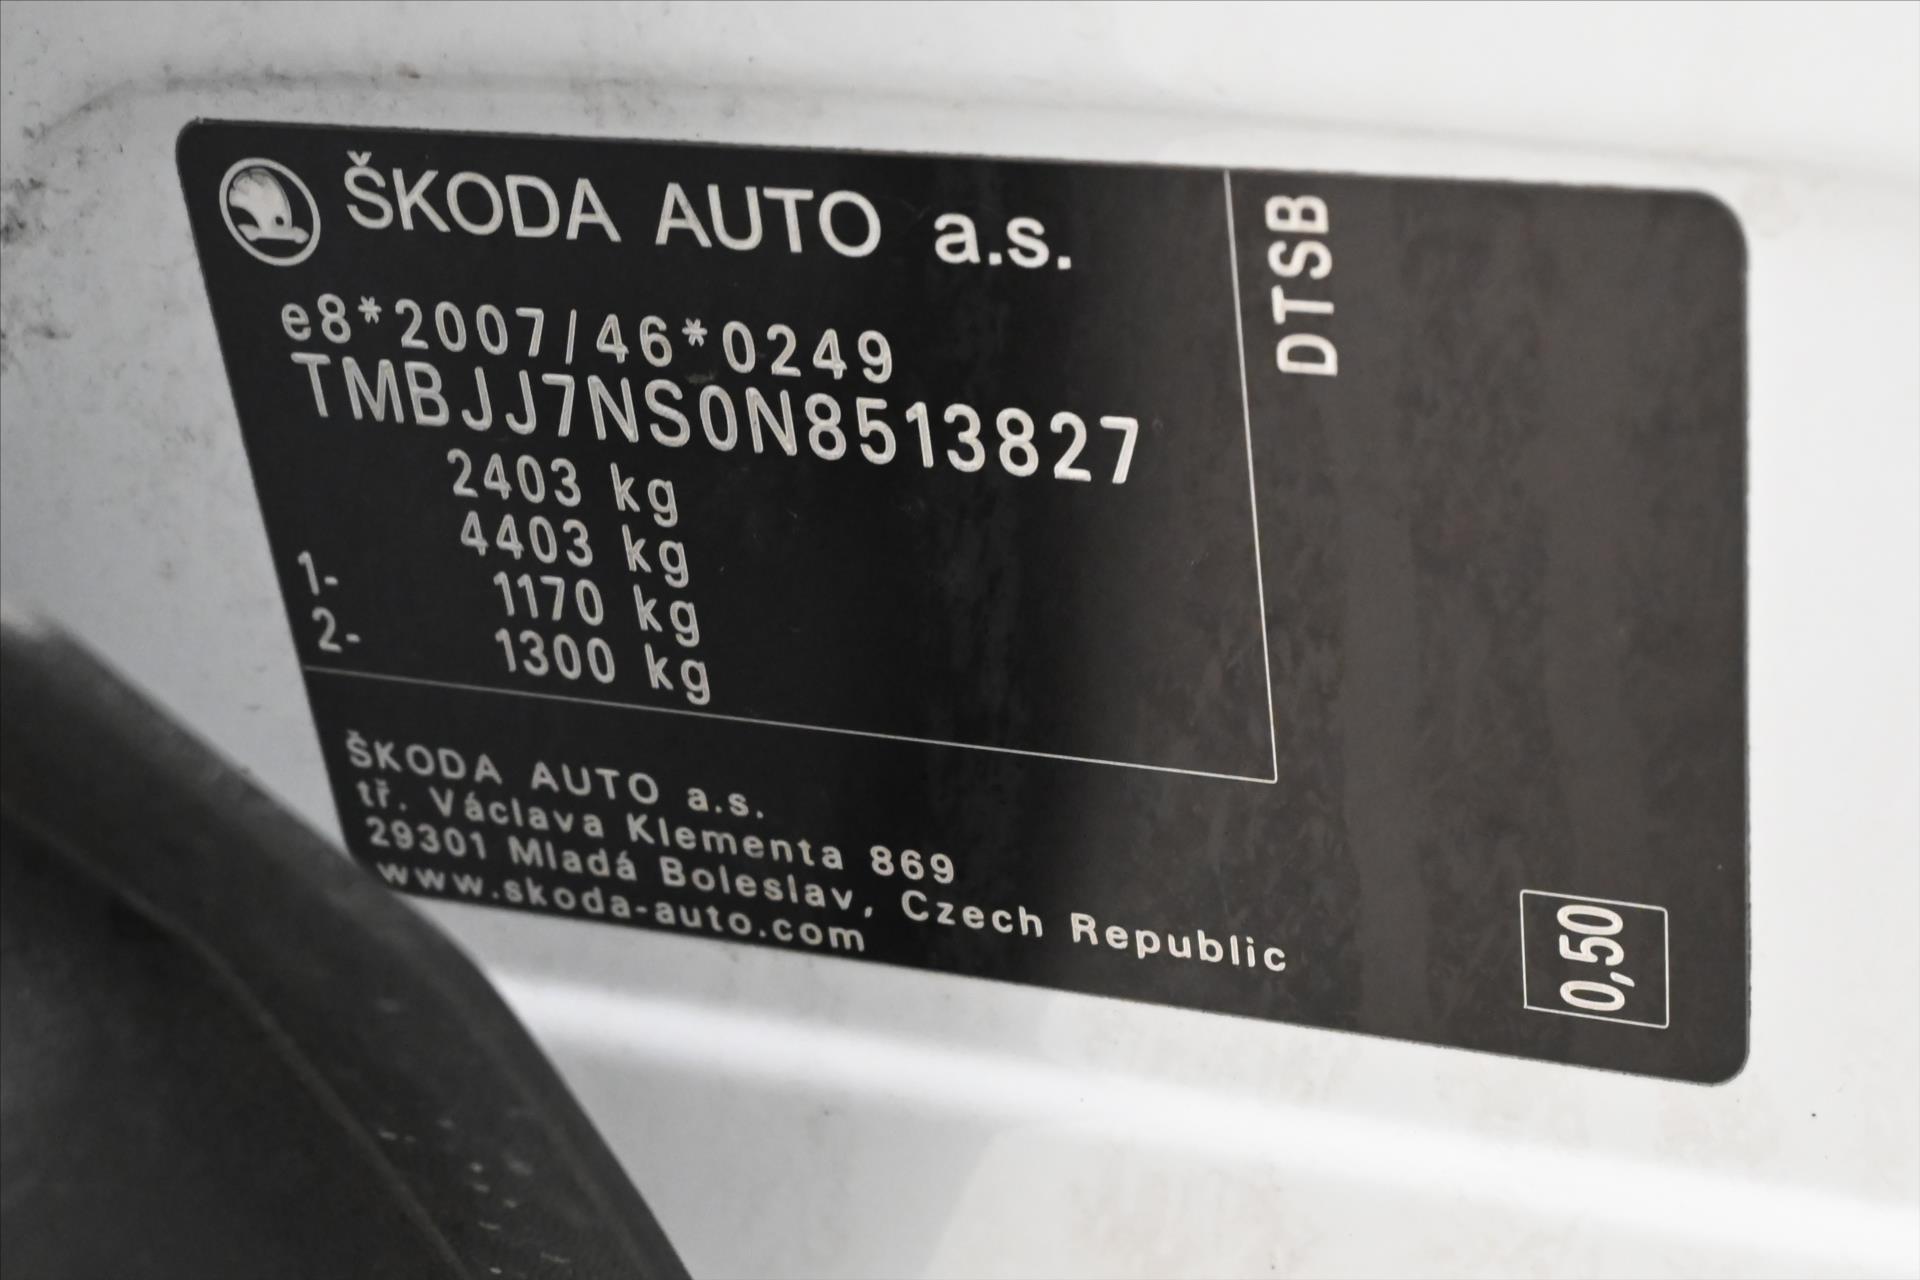 ŠKODA AUTO a.s.
e8*2007/46*0249
TMBJJ7NS0N8513827
2403 kg
4403 kg
1- 1170 kg
2- 1300 kg
DTSB
ŠKODA AUTO a.s.
tř. Václava Klementa 869
29301 Mladá Boleslav, Czech Republic
www.skoda-auto.com
0,50